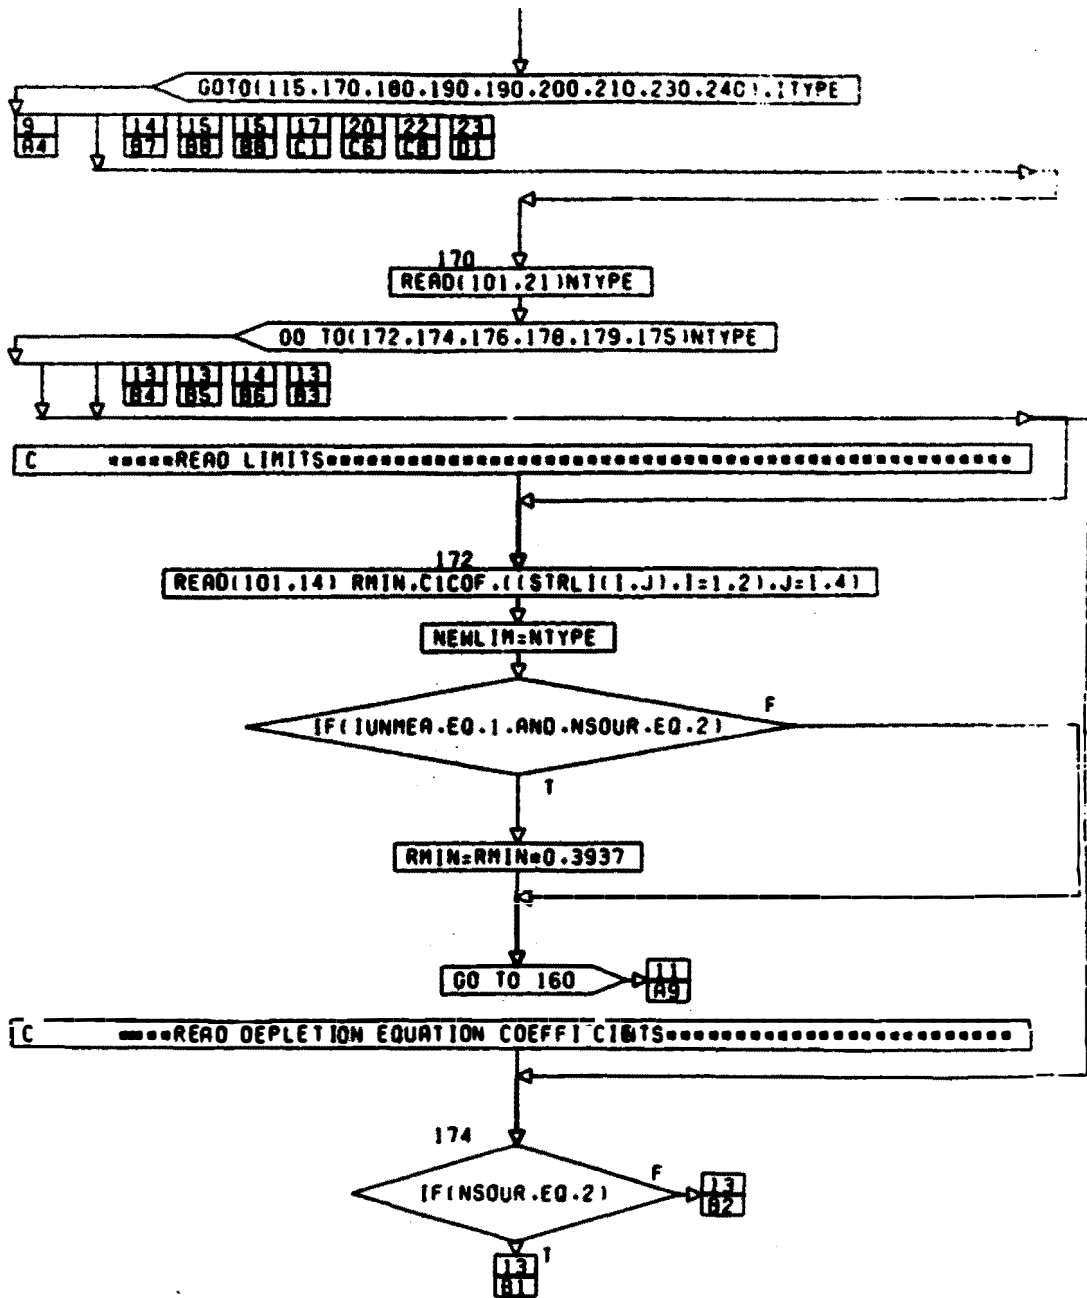 GOTO(115.170.180.190.190.200.210.230.240).ITYPE
9 14 15 15 17 20 22 23
A4 B7 B8 B8 C1 C6 C8 D1
170
READ(101.21)NTYPE
GO TO(172.174.176.178.179.175)NTYPE
13 13 14 13
B4 B5 B6 B3
C *****READ LIMITS***************************************************
172
READ(101.14) RMIN.C1COF.((STRLI(I.J).I=1.2).J=1.4)
NEWLIM=NTYPE
IF(IUNMEA.EQ.1.AND.NSOUR.EQ.2)
F
T
RMIN=RMIN*0.3937
GO TO 160
11
A9
C *****READ DEPLETION EQUATION COEFFI CIENTS**************************
174
IF(NSOUR.EQ.2)
F
13
B2
T
13
B1